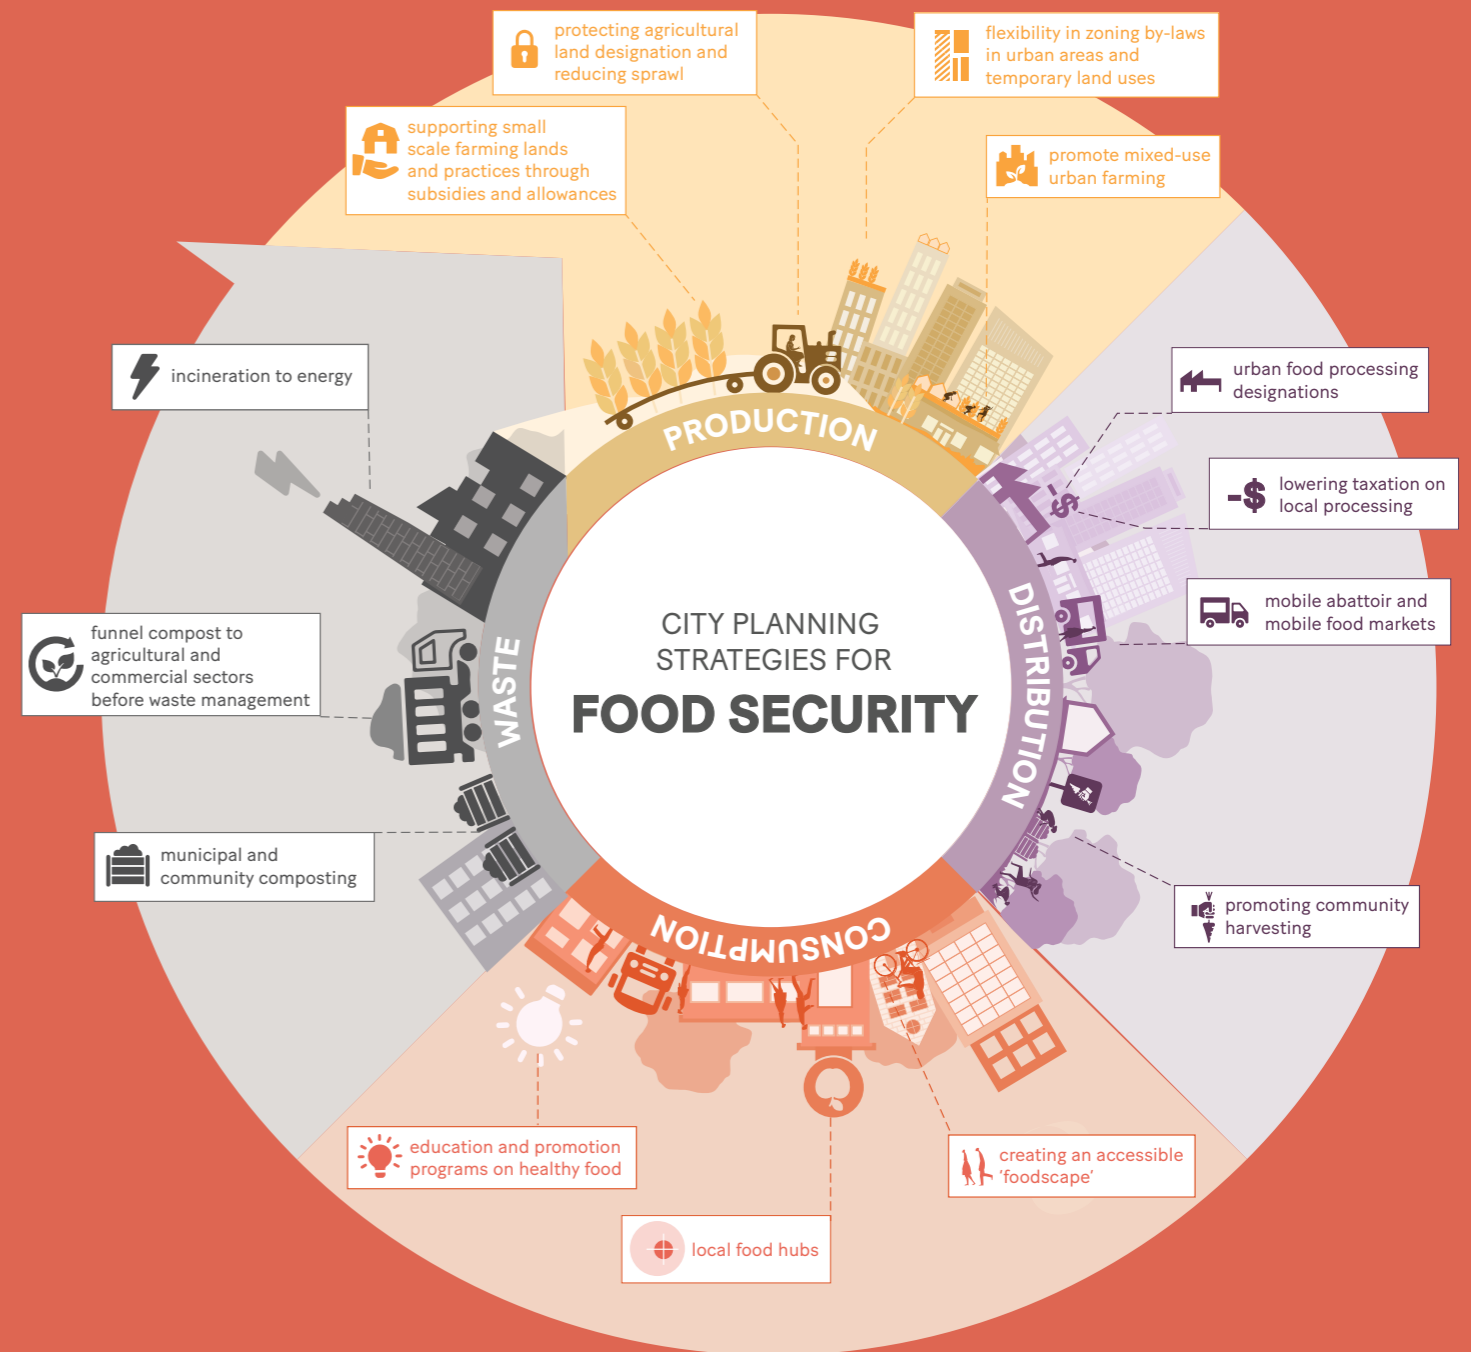 protecting agricultural
land designation and
reducing sprawl
flexibility in zoning by-laws
in urban areas and
temporary land uses
supporting small
scale farming lands
and practices through
subsidies and allowances
promote mixed-use
urban farming
PRODUCTION
urban food processing
designations
-$
lowering taxation on
local processing
-$
mobile abattoir and
mobile food markets
DISTRIBUTION
promoting community
harvesting
CITY PLANNING
STRATEGIES FOR
FOOD SECURITY
CONSUMPTION
creating an accessible
'foodscape'
local food hubs
education and promotion
programs on healthy food
WASTE
municipal and
community composting
funnel compost to
agricultural and
commercial sectors
before waste management
incineration to energy